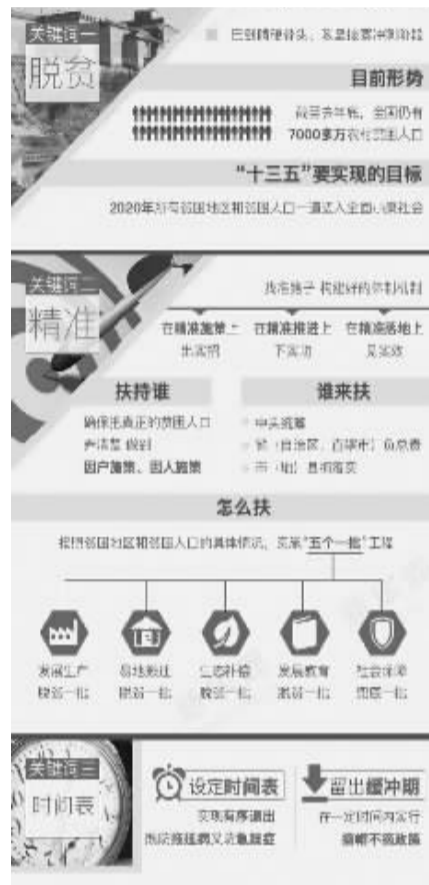 关键词一
脱贫
已到啃硬骨头、攻坚拔寨冲刺阶段
目前形势
截至去年底，全国仍有
7000多万农村贫困人口
“十三五”要实现的目标
2020年所有贫困地区和贫困人口一道迈入全面小康社会
关键词二
精准
找准路子 构建好的体制机制
在精准施策上 在精准推进上 在精准落地上
出实招 下实功 见实效
扶持谁 谁来扶
确保把真正的贫困人口
弄清楚 做到
因户施策、因人施策
中央统筹
省（自治区、直辖市）负总责
市（地）县抓落实
怎么扶
按照贫困地区和贫困人口的具体情况，实施“五个一批”工程
发展生产 易地搬迁 生态补偿 发展教育 社会保障
脱贫一批 脱贫一批 脱贫一批 脱贫一批 兜底一批
关键词三
时间表
设定时间表
实现有序退出
既防拖延病又防急躁症
留出缓冲期
在一定时间内实行
摘帽不摘政策